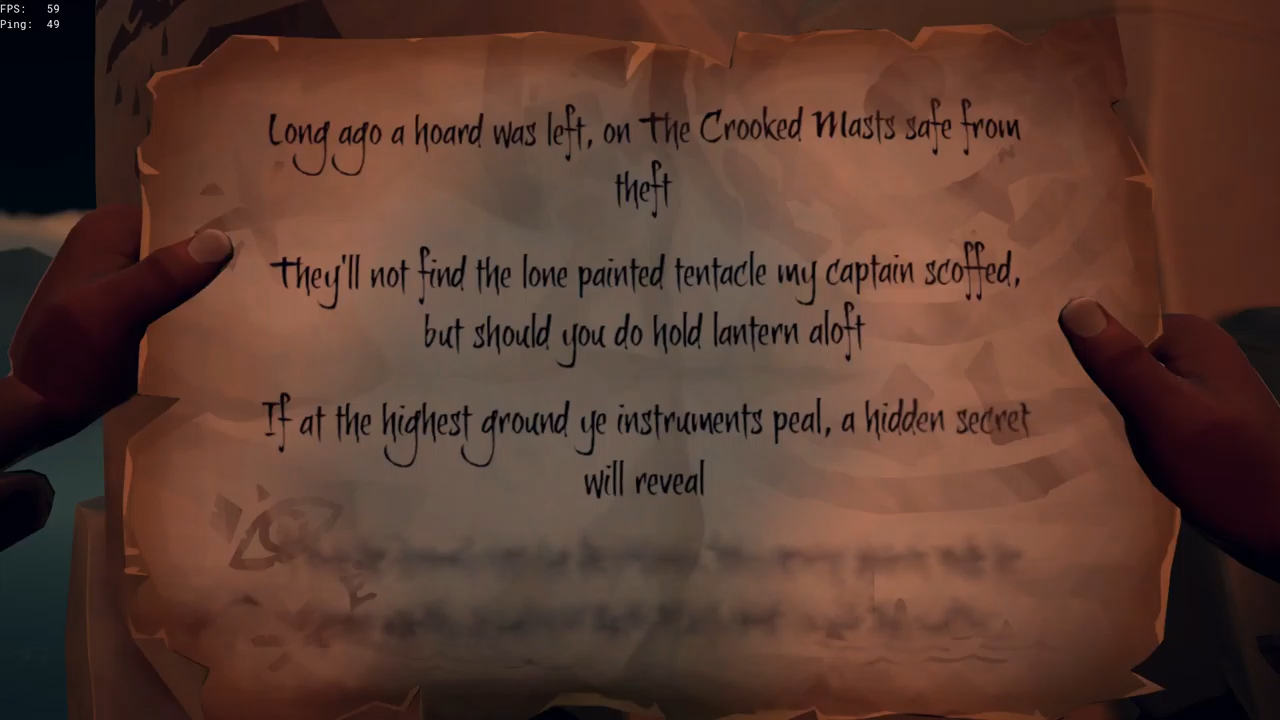 FPS: 59
Ping: 49
Long ago a hoard was left, on The Crooked Masts safe from
theft
They'll not find the lone painted tentacle my captain scoffed,
but should you do hold lantern aloft
If at the highest ground ye instruments peal, a hidden secret
will reveal